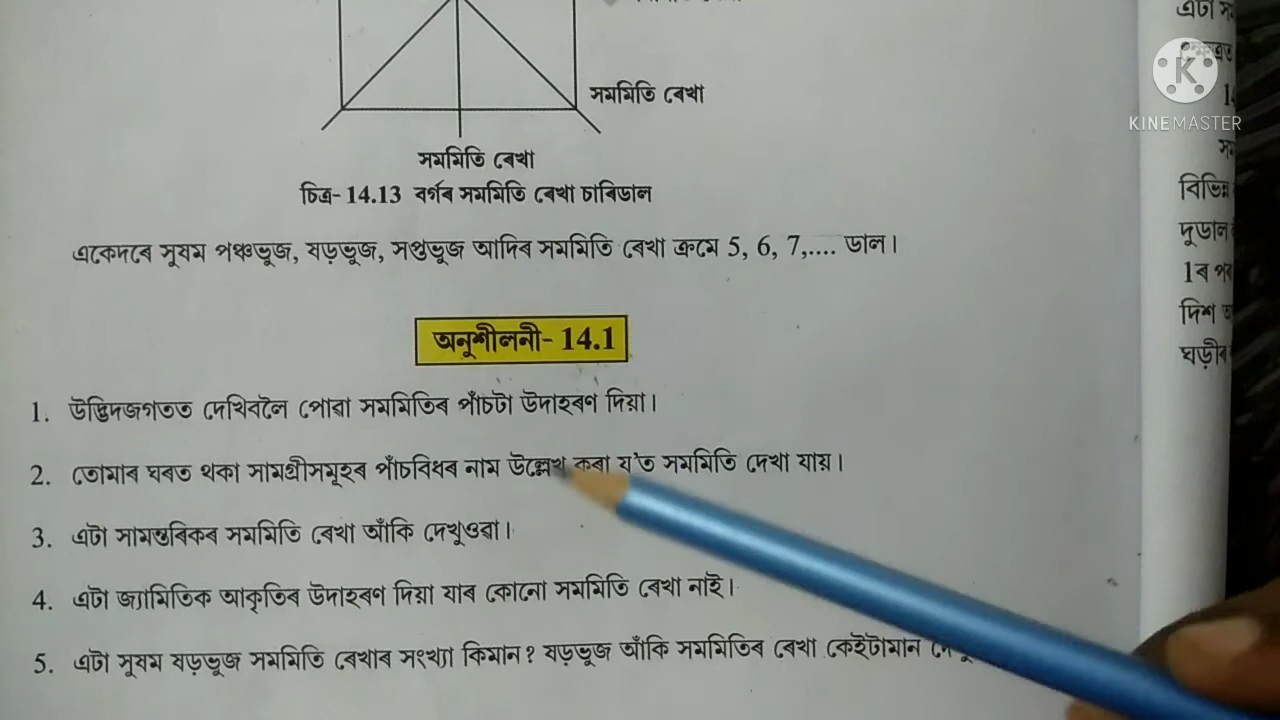 সমমিতি ৰেখা
সমমিতি ৰেখা
চিত্ৰ- 14.13 বৰ্গৰ সমমিতি ৰেখা চাৰিডাল
একেদৰে সুষম পঞ্চভূজ, ষড়ভূজ, সপ্তভূজ আদিৰ সমমিতি ৰেখা ক্ৰমে 5, 6, 7,.... ডাল।
অনুশীলনী- 14.1
1. উদ্ভিদজগতত দেখিবলৈ পোৱা সমমিতিৰ পাঁচটা উদাহৰণ দিয়া।
2. তোমাৰ ঘৰত থকা সামগ্ৰীসমূহৰ পাঁচবিধৰ নাম উল্লেখ কৰা য'ত সমমিতি দেখা যায়।
3. এটা সামন্তৰিকৰ সমমিতি ৰেখা আঁকি দেখুওৱা।
4. এটা জ্যামিতিক আকৃতিৰ উদাহৰণ দিয়া যাৰ কোনো সমমিতি ৰেখা নাই।
5. এটা সুষম ষড়ভূজ সমমিতি ৰেখাৰ সংখ্যা কিমান? ষড়ভূজ আঁকি সমমিতিৰ ৰেখা কেইটামান
এটা
বিভিন্ন
দুডাল
1ৰ
দিশ
ঘড়ীৰ
KINEMASTER